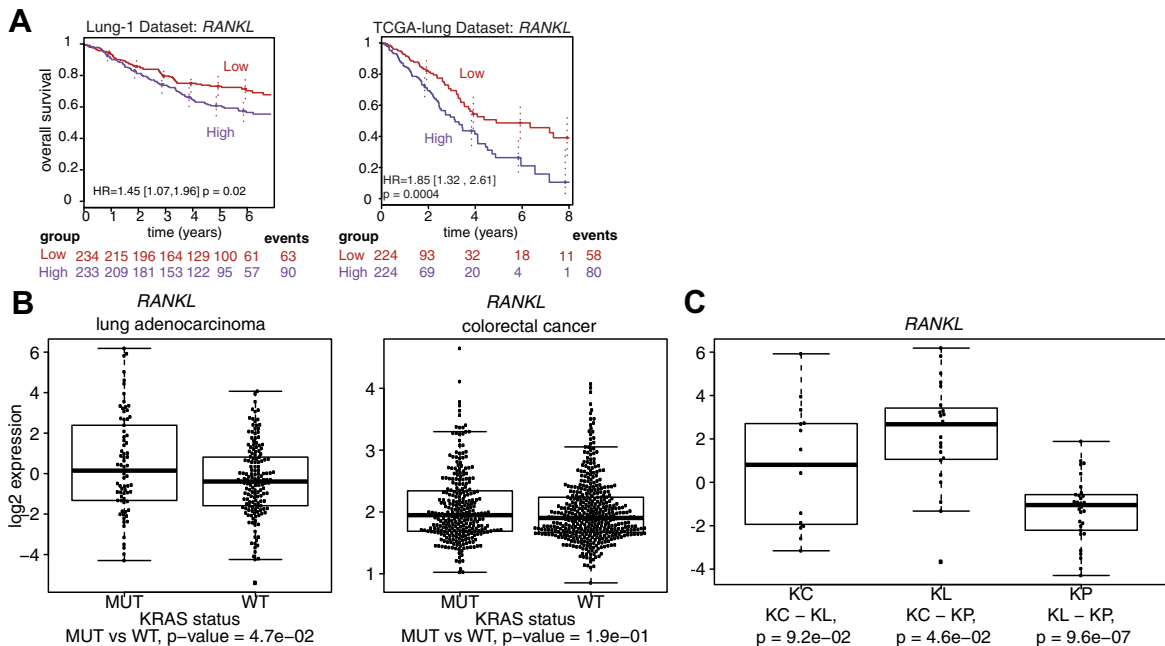 A
Lung-1 Dataset: RANKL
overall survival
1
0.8
0.6
0.4
0.2
0
Low
High
HR=1.45 [1.07,1.96] p = 0.02
0 1 2 3 4 5 6
time (years)
group events
Low 234 215 196 164 129 100 61 63
High 233 209 181 153 122 95 57 90
TCGA-lung Dataset: RANKL
1
0.8
0.6
0.4
0.2
0
Low
High
HR=1.85 [1.32 , 2.61]
p = 0.0004
0 2 4 6 8
time (years)
group events
Low 224 93 32 18 11 58
High 224 69 20 4 1 80
B
RANKL
lung adenocarcinoma
log2 expression
6
4
2
0
−2
−4
MUT WT
KRAS status
MUT vs WT, p-value = 4.7e−02
RANKL
colorectal cancer
4
3
2
1
MUT WT
KRAS status
MUT vs WT, p-value = 1.9e−01
C
RANKL
6
4
2
0
-2
-4
KC KL KP
KC − KL, KC − KP, KL − KP,
p = 9.2e−02 p = 4.6e−02 p = 9.6e−07